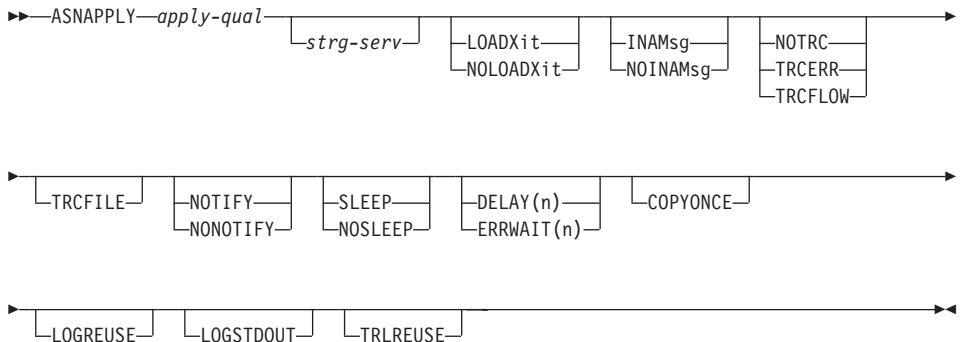 ASNAPPLY apply-qual
strg-serv LOADXit INAMsg NOTRC
NOLOADXit NOINAMsg TRCERR
TRCFLOW
TRCFILE NOTIFY SLEEP DELAY(n) COPYONCE
NONOTIFY NOSLEEP ERRWAIT(n)
LOGREUSE LOGSTDOUT TRLREUSE